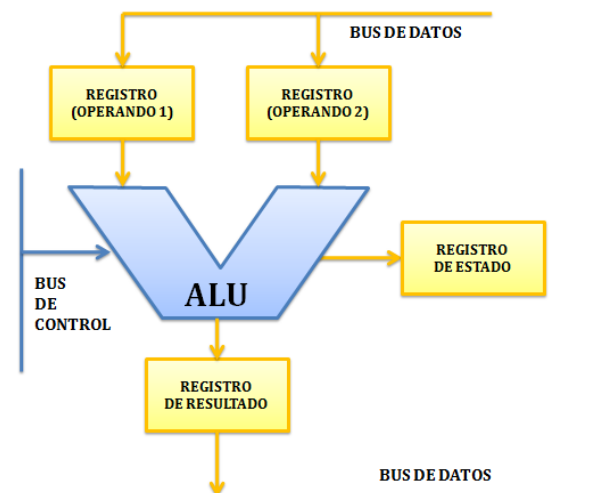 BUS DE DATOS
REGISTRO
(OPERANDO 1)
REGISTRO
(OPERANDO 2)
REGISTRO
DE ESTADO
BUS
DE
CONTROL
ALU
REGISTRO
DE RESULTADO
BUS DE DATOS